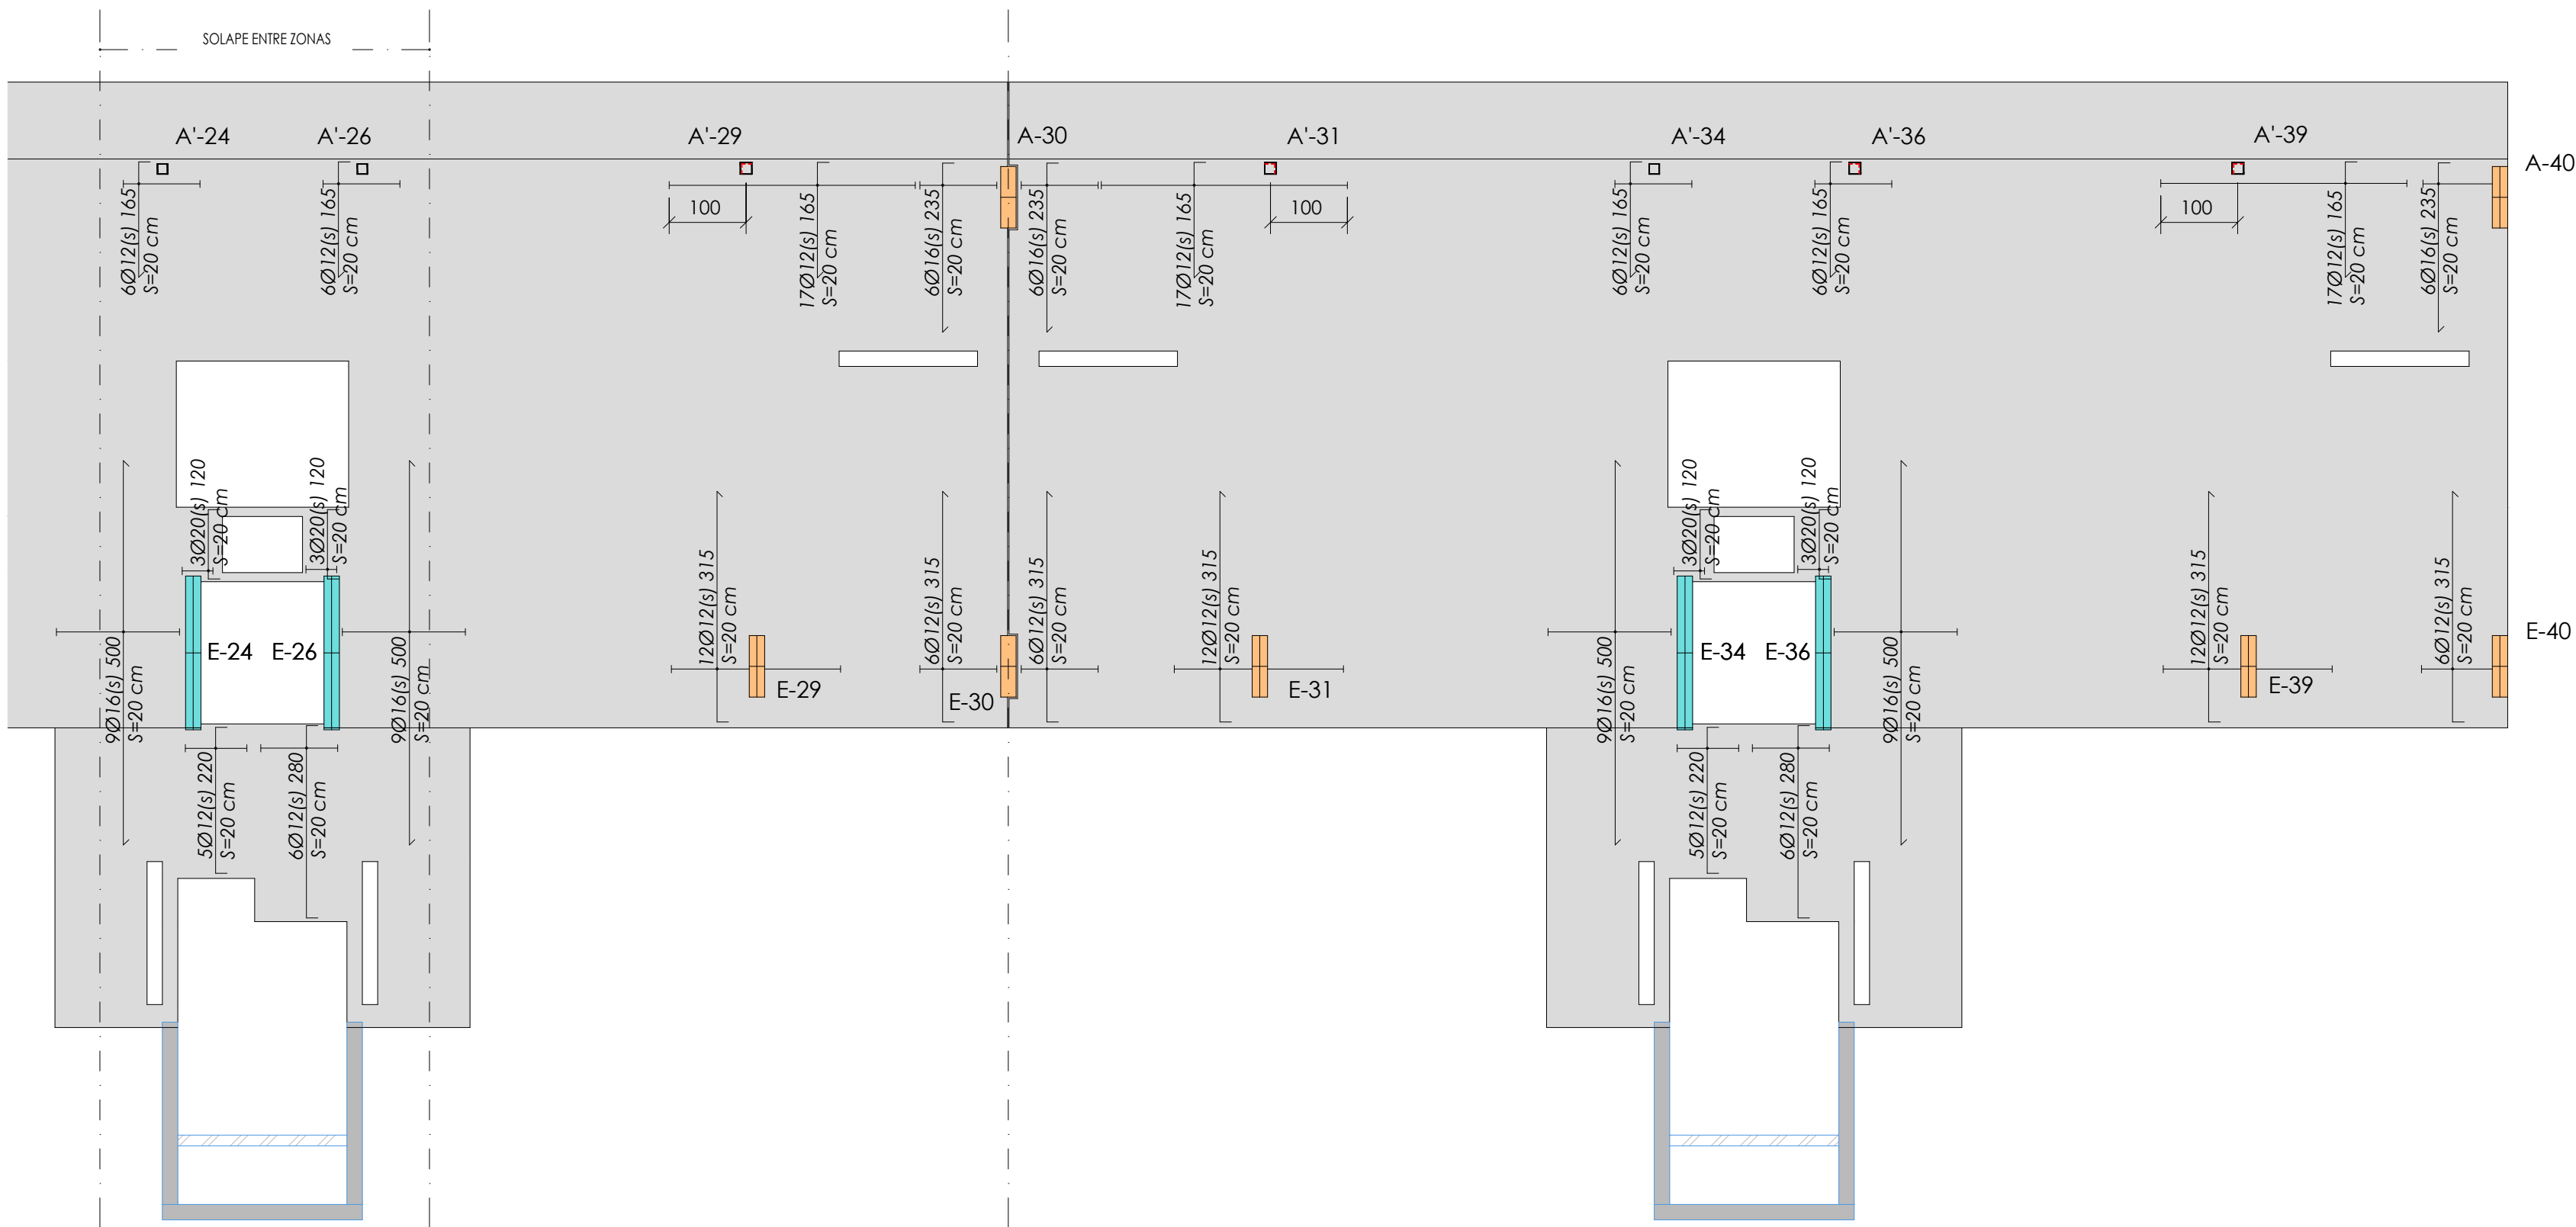 SOLAPE ENTRE ZONAS
A'-24
A'-26
A'-29
A-30
A'-31
A'-34
A'-36
A'-39
A-40
6Ø12(s) 165
S=20 cm
6Ø12(s) 165
S=20 cm
100
17Ø12(s) 165
S=20 cm
6Ø16(s) 235
S=20 cm
6Ø16(s) 235
S=20 cm
17Ø12(s) 165
S=20 cm
100
6Ø12(s) 165
S=20 cm
6Ø12(s) 165
S=20 cm
100
17Ø12(s) 165
S=20 cm
6Ø16(s) 235
S=20 cm
3Ø20(s) 120
S=20 cm
3Ø20(s) 120
S=20 cm
3Ø20(s) 120
S=20 cm
3Ø20(s) 120
S=20 cm
9Ø16(s) 500
S=20 cm
E-24
E-26
9Ø16(s) 500
S=20 cm
12Ø12(s) 315
S=20 cm
E-29
6Ø12(s) 315
S=20 cm
E-30
6Ø12(s) 315
S=20 cm
12Ø12(s) 315
S=20 cm
E-31
9Ø16(s) 500
S=20 cm
E-34
E-36
9Ø16(s) 500
S=20 cm
12Ø12(s) 315
S=20 cm
E-39
6Ø12(s) 315
S=20 cm
E-40
5Ø12(s) 220
S=20 cm
6Ø12(s) 280
S=20 cm
5Ø12(s) 220
S=20 cm
6Ø12(s) 280
S=20 cm